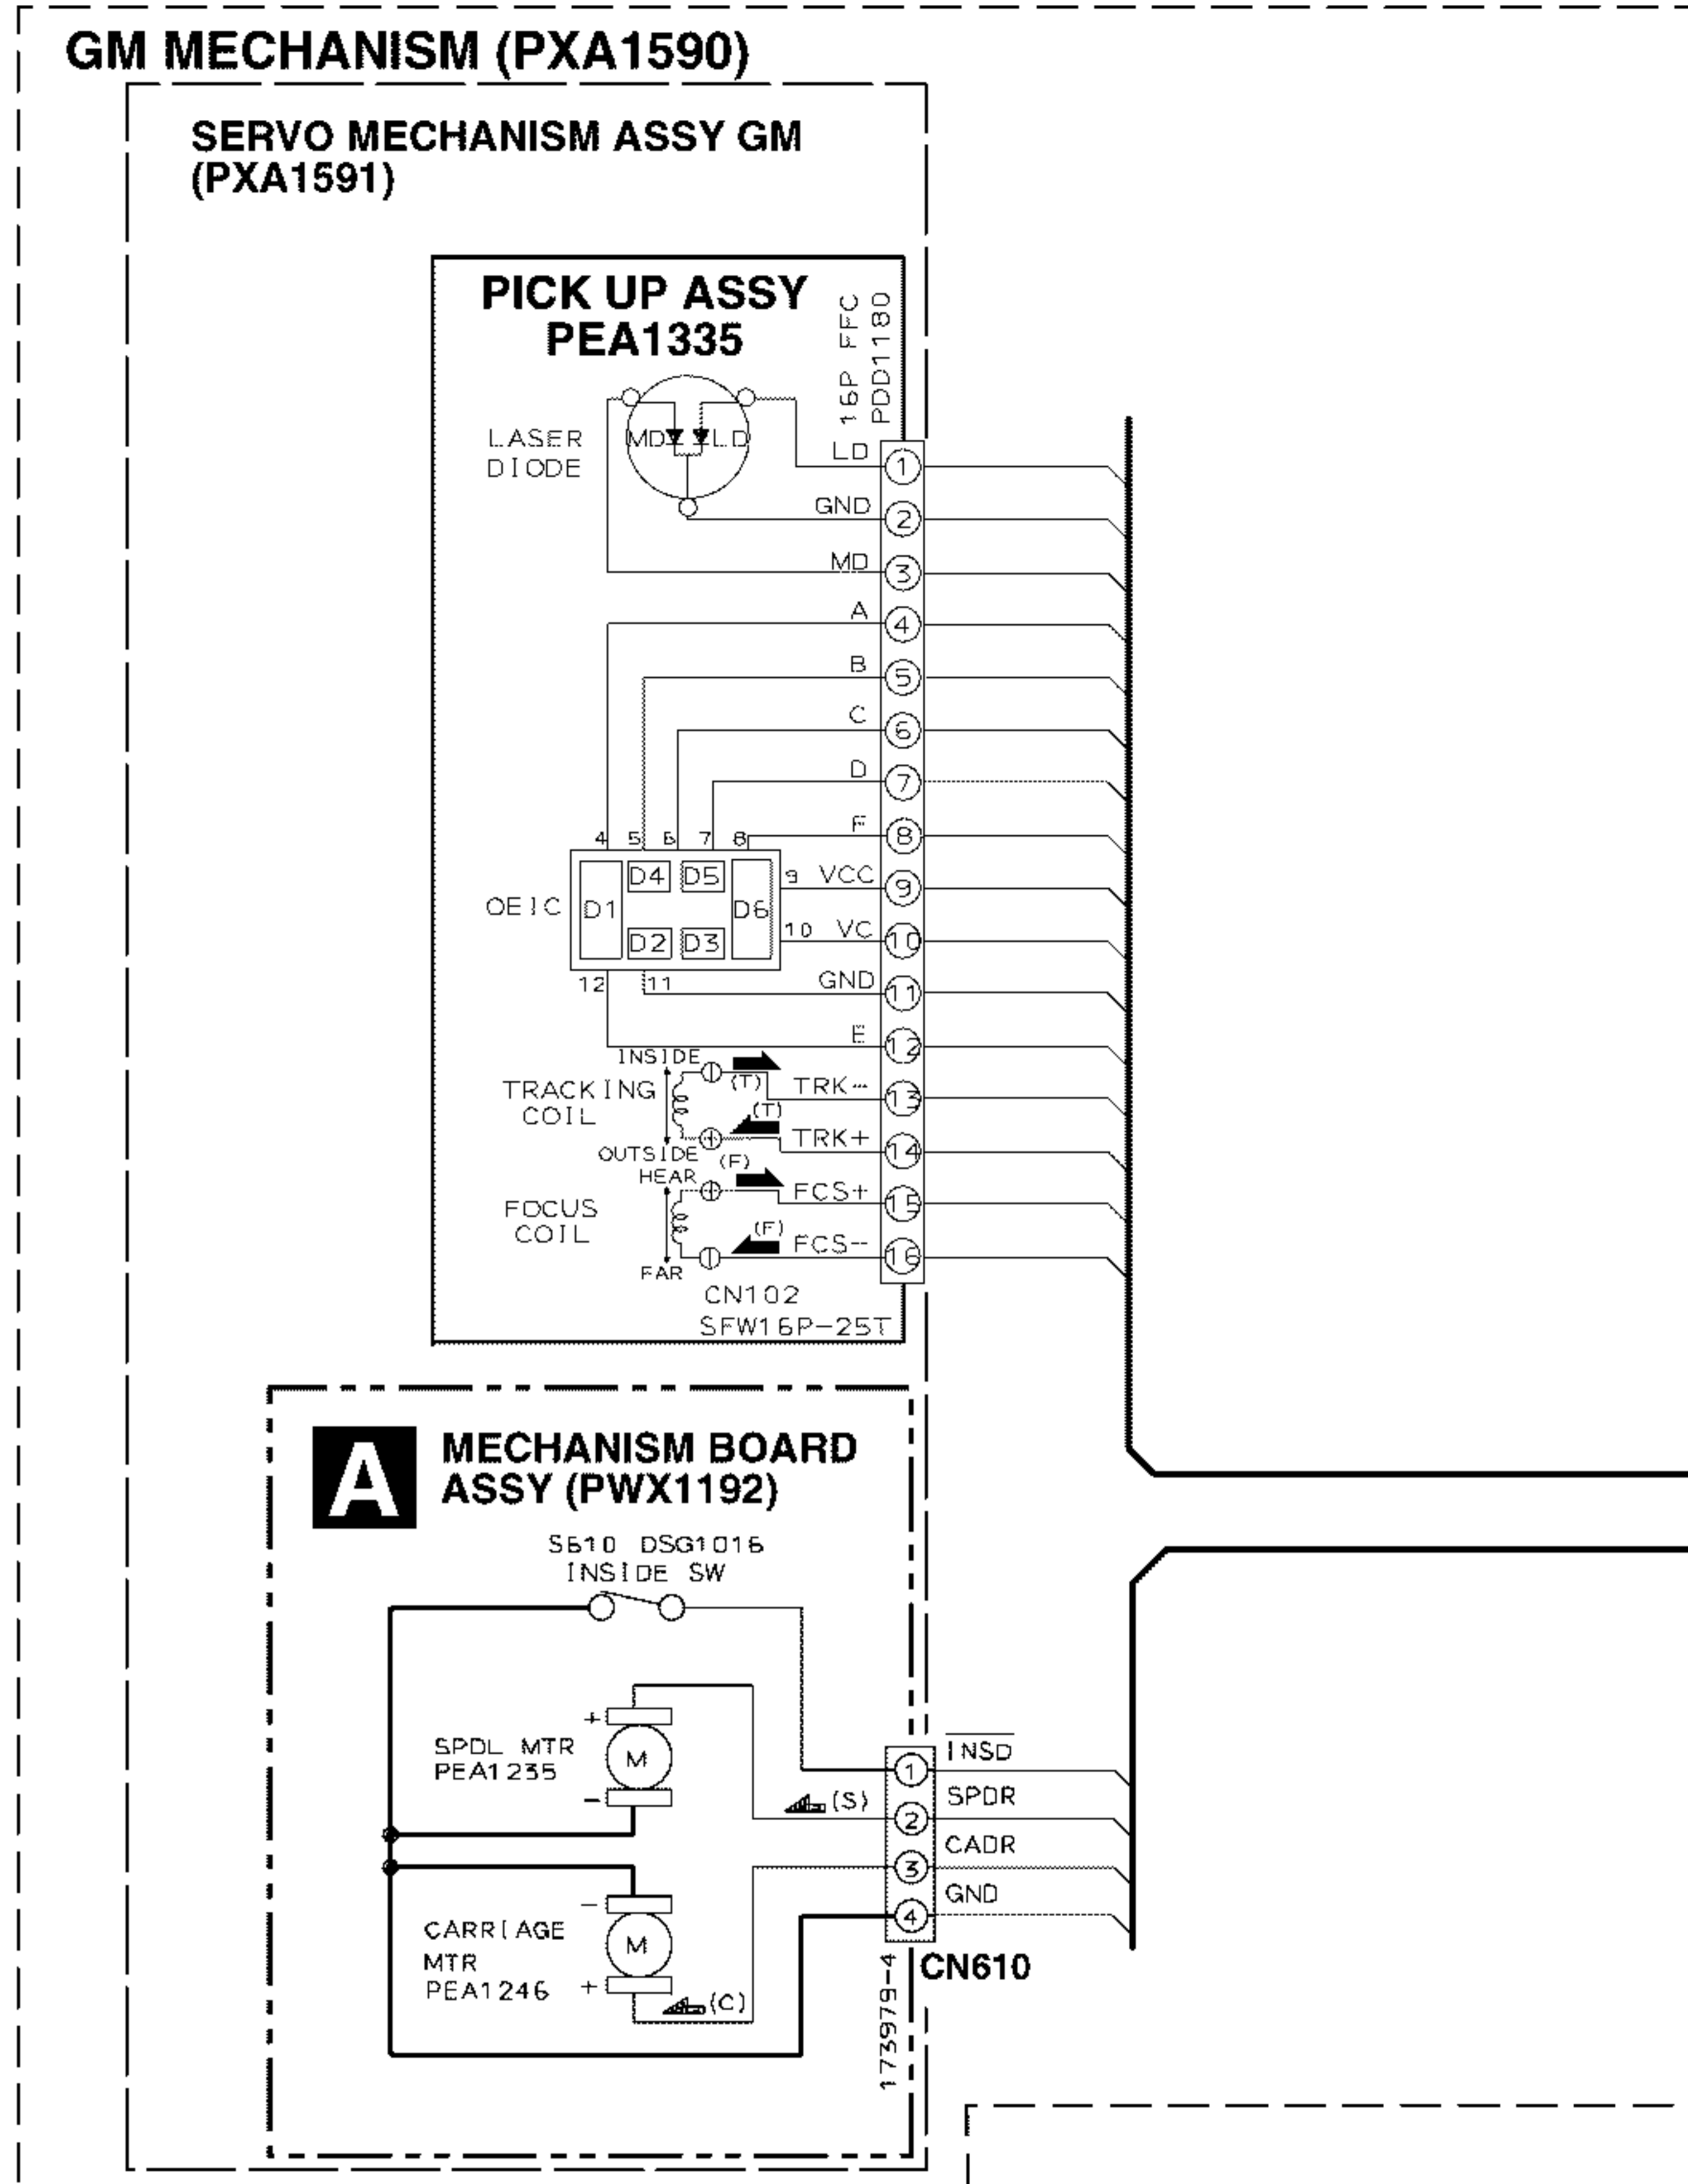 GM MECHANISM (PXA1590)
SERVO MECHANISM ASSY GM
(PXA1591)
PICK UP ASSY
PEA1335
16P FFC
PDD1180
LASER
DIODE
MD LD
LD 1
GND 2
MD 3
A 4
B 5
C 6
D 7
F 8
4 5 6 7 8
9 VCC 9
10 VC 10
OEIC
D1 D4 D5 D6
D2 D3
12 11
GND 11
E 12
INSIDE
(T)
TRACKING
COIL
TRK- 13
(T)
TRK+ 14
OUTSIDE
(F)
HEAR
FCS+ 15
FOCUS
COIL
(F)
FCS- 16
FAR
CN102
SFW16P-25T
A
MECHANISM BOARD
ASSY (PWX1192)
S610 DSG1016
INSIDE SW
+
SPDL MTR
PEA1235
M
-
1 INSD
(S)
2 SPDR
3 CADR
4 GND
-
CARRIAGE
MTR
PEA1246
M
+
(C)
CN610
173979-4